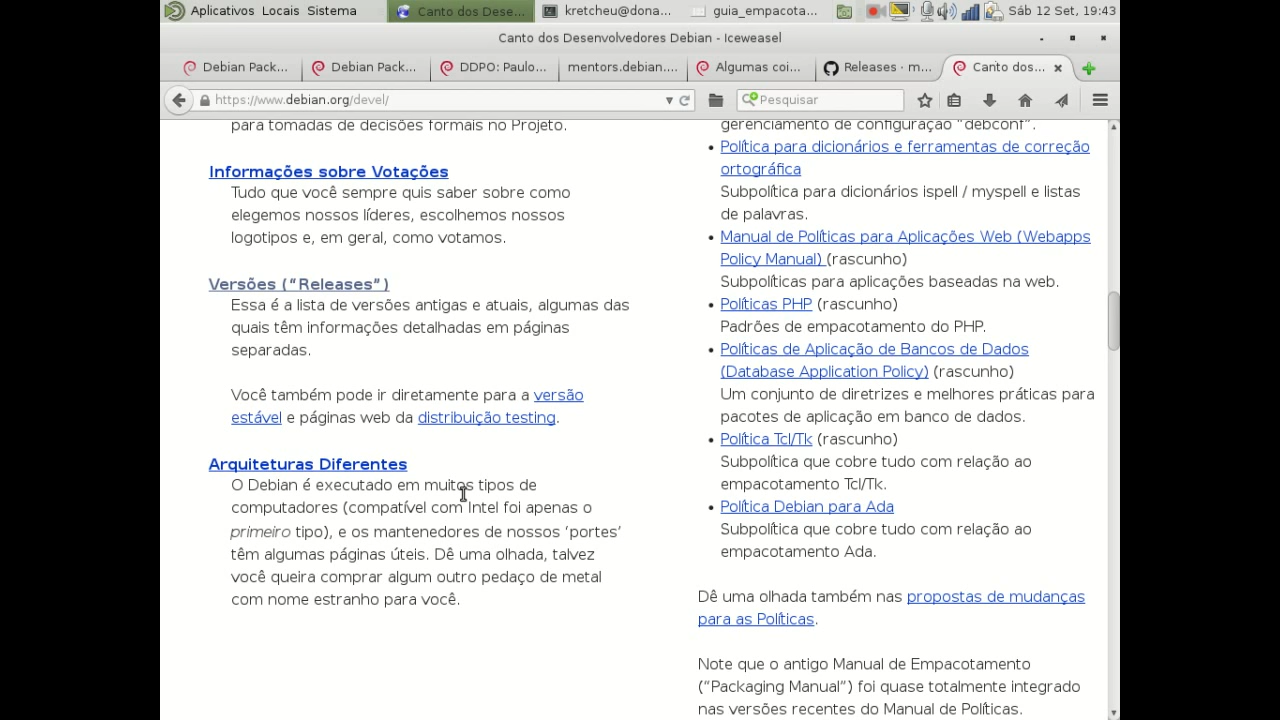 Aplicativos Locais Sistema
Canto dos Dese...
kretcheu@dona...
guia_empacota...
Sáb 12 Set, 19:43
Canto dos Desenvolvedores Debian - Iceweasel
Debian Pack...
Debian Pack...
DDPO: Paulo...
mentors.debian....
Algumas coi...
Releases · m...
Canto dos...
https://www.debian.org/devel/
Pesquisar
para tomadas de decisões formais no Projeto.
Informações sobre Votações
Tudo que você sempre quis saber sobre como
elegemos nossos líderes, escolhemos nossos
logotipos e, em geral, como votamos.
Versões (“Releases”)
Essa é a lista de versões antigas e atuais, algumas das
quais têm informações detalhadas em páginas
separadas.
Você também pode ir diretamente para a versão
estável e páginas web da distribuição testing.
Arquiteturas Diferentes
O Debian é executado em muitos tipos de
computadores (compatível com Intel foi apenas o
primeiro tipo), e os mantenedores de nossos ‘portes’
têm algumas páginas úteis. Dê uma olhada, talvez
você queira comprar algum outro pedaço de metal
com nome estranho para você.
gerenciamento de configuração “debconf”.
• Política para dicionários e ferramentas de correção
ortográfica
Subpolítica para dicionários ispell / myspell e listas
de palavras.
• Manual de Políticas para Aplicações Web (Webapps
Policy Manual) (rascunho)
Subpolíticas para aplicações baseadas na web.
• Políticas PHP (rascunho)
Padrões de empacotamento do PHP.
• Políticas de Aplicação de Bancos de Dados
(Database Application Policy) (rascunho)
Um conjunto de diretrizes e melhores práticas para
pacotes de aplicação em banco de dados.
• Política Tcl/Tk (rascunho)
Subpolítica que cobre tudo com relação ao
empacotamento Tcl/Tk.
• Política Debian para Ada
Subpolítica que cobre tudo com relação ao
empacotamento Ada.
Dê uma olhada também nas propostas de mudanças
para as Políticas.
Note que o antigo Manual de Empacotamento
(“Packaging Manual”) foi quase totalmente integrado
nas versões recentes do Manual de Políticas.